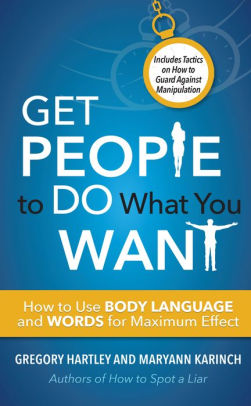 Includes Tactics
on How to
Guard Against
Manipulation
GET
PEOPLE
to DO What You
WANT
How to Use BODY LANGUAGE
and WORDS for Maximum Effect
GREGORY HARTLEY AND MARYANN KARINCH
Authors of How to Spot a Liar